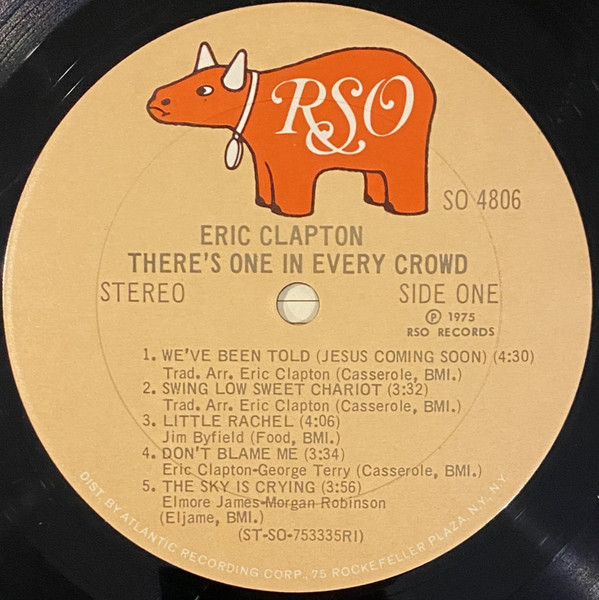 RSO
SO 4806
ERIC CLAPTON
THERE'S ONE IN EVERY CROWD
STEREO
SIDE ONE
Ⓟ 1975
RSO RECORDS
1. WE'VE BEEN TOLD (JESUS COMING SOON) (4:30)
Trad. Arr. Eric Clapton (Casserole, BMI.)
2. SWING LOW SWEET CHARIOT (3:32)
Trad. Arr. Eric Clapton (Casserole, BMI.)
3. LITTLE RACHEL (4:06)
Jim Byfield (Food, BMI.)
4. DON'T BLAME ME (3:34)
Eric Clapton-George Terry (Casserole, BMI.)
5. THE SKY IS CRYING (3:56)
Elmore James-Morgan Robinson
(Eljame, BMI.)
(ST-SO-753335RI)
DIST. BY ATLANTIC RECORDING CORP., 75 ROCKEFELLER PLAZA, N.Y., N.Y.